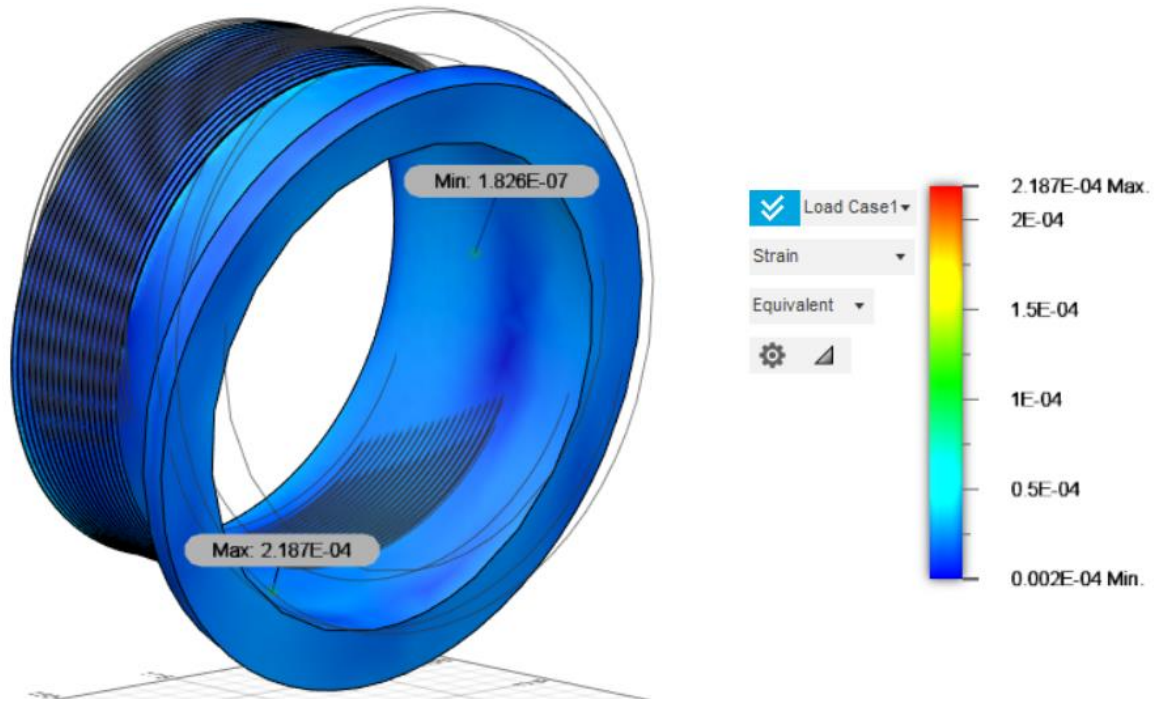 Min: 1.826E-07
Max: 2.187E-04
Load Case1
Strain
Equivalent
2.187E-04 Max.
2E-04
1.5E-04
1E-04
0.5E-04
0.002E-04 Min.